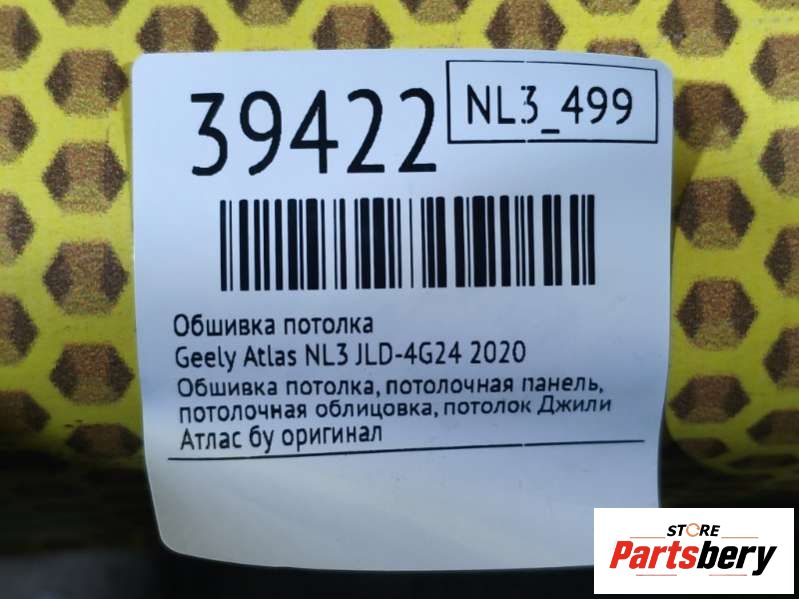 39422
NL3_499
Обшивка потолка
Geely Atlas NL3 JLD-4G24 2020
Обшивка потолка, потолочная панель,
потолочная облицовка, потолок Джили
Атлас бу оригинал
STORE
Partsbery